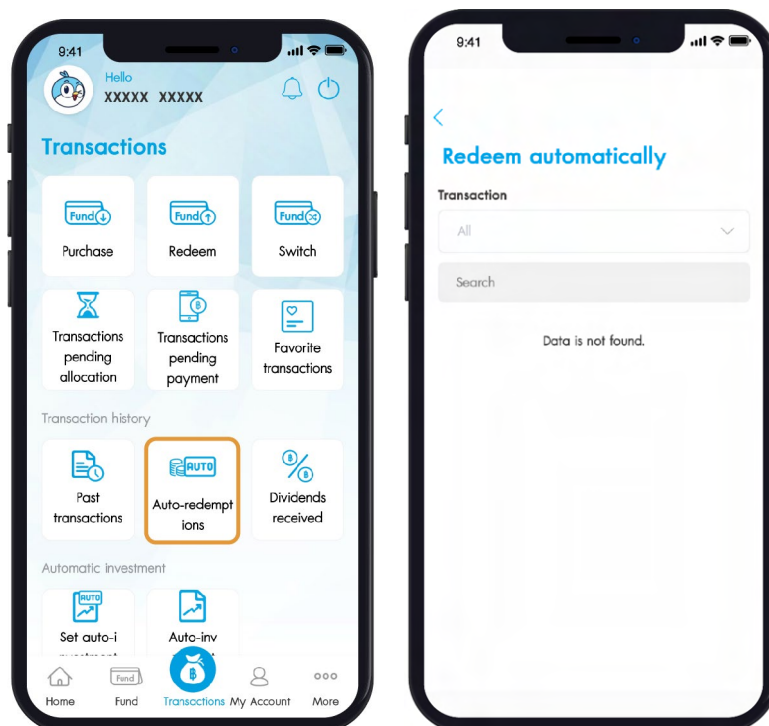 9:41
Hello
XXXXX XXXXX
Transactions
Fund
Fund
Fund
Purchase
Redeem
Switch
฿
Transactions
pending
allocation
Transactions
pending
payment
Favorite
transactions
Transaction history
AUTO
฿
฿
Past
transactions
Auto-redempt
ions
Dividends
received
Automatic investment
AUTO
Set auto-i
Auto-inv
฿
Fund
Home
Fund
Transactions
My Account
More
9:41
Redeem automatically
Transaction
All
Search
Data is not found.